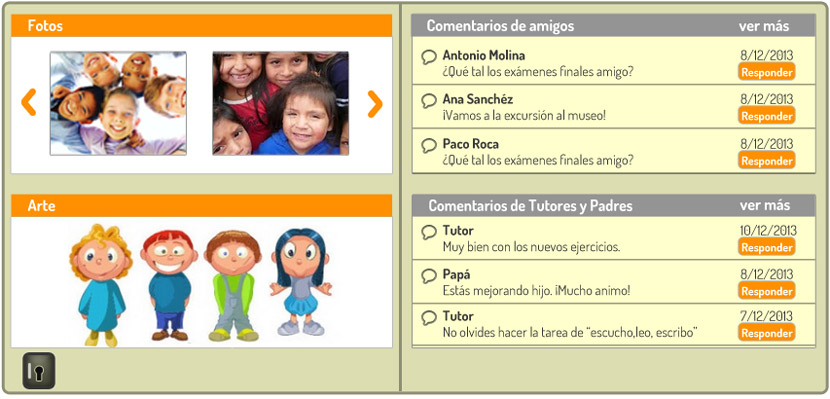 Fotos
Arte
Comentarios de amigos ver más
Antonio Molina 8/12/2013
¿Qué tal los exámenes finales amigo? Responder
Ana Sanchéz 8/12/2013
¡Vamos a la excursión al museo! Responder
Paco Roca 8/12/2013
¿Qué tal los exámenes finales amigo? Responder
Comentarios de Tutores y Padres ver más
Tutor 10/12/2013
Muy bien con los nuevos ejercicios. Responder
Papá 8/12/2013
Estás mejorando hijo. ¡Mucho animo! Responder
Tutor 7/12/2013
No olvides hacer la tarea de “escucho,leo, escribo” Responder